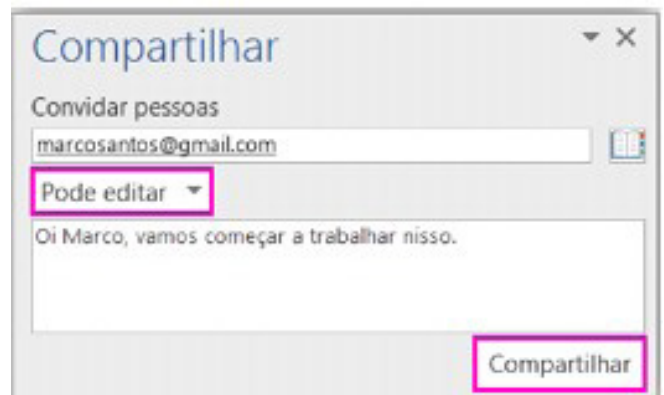 Compartilhar
Convidar pessoas
marcosantos@gmail.com
Pode editar
Oi Marco, vamos começar a trabalhar nisso.
Compartilhar